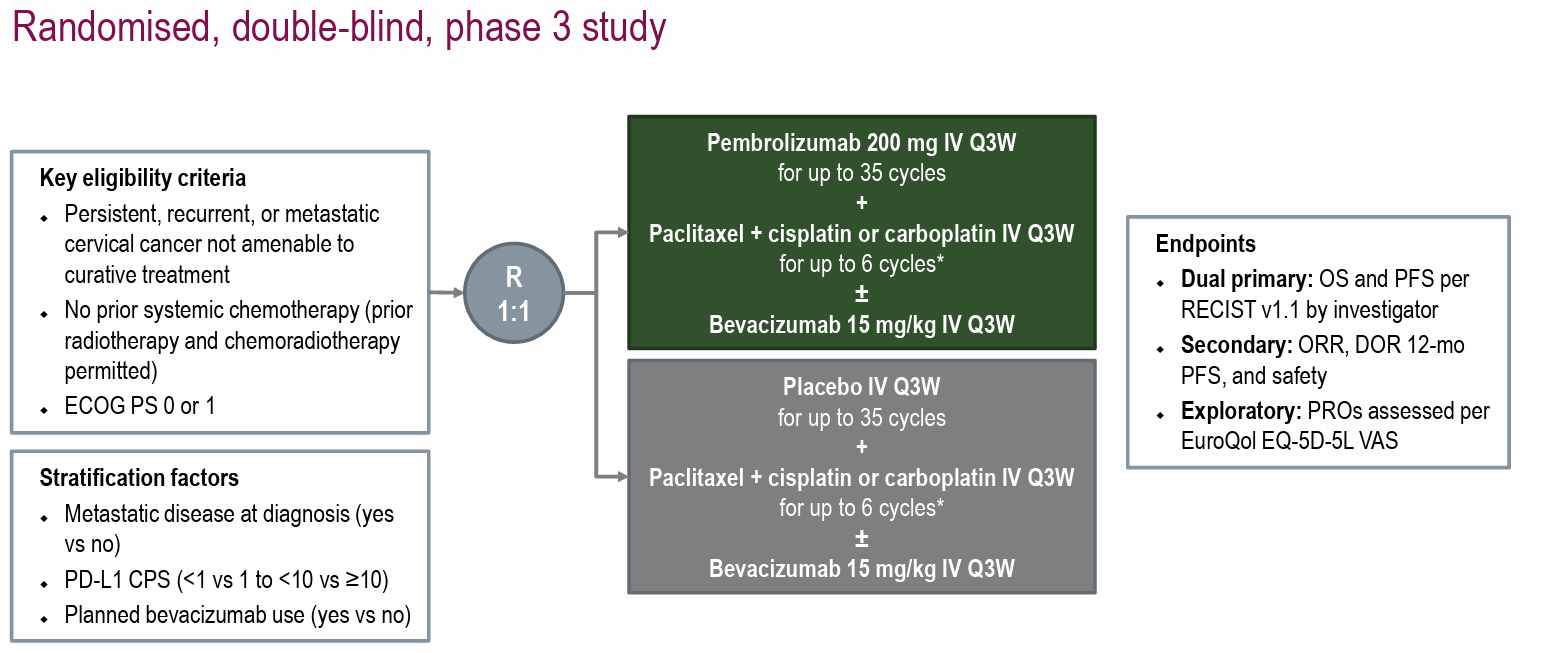 Randomised, double-blind, phase 3 study
Key eligibility criteria
⬩ Persistent, recurrent, or metastatic
cervical cancer not amenable to
curative treatment
⬩ No prior systemic chemotherapy (prior
radiotherapy and chemoradiotherapy
permitted)
⬩ ECOG PS 0 or 1
Stratification factors
⬩ Metastatic disease at diagnosis (yes
vs no)
⬩ PD-L1 CPS (<1 vs 1 to <10 vs ≥10)
⬩ Planned bevacizumab use (yes vs no)
R
1:1
Pembrolizumab 200 mg IV Q3W
for up to 35 cycles
+
Paclitaxel + cisplatin or carboplatin IV Q3W
for up to 6 cycles*
±
Bevacizumab 15 mg/kg IV Q3W
Placebo IV Q3W
for up to 35 cycles
+
Paclitaxel + cisplatin or carboplatin IV Q3W
for up to 6 cycles*
±
Bevacizumab 15 mg/kg IV Q3W
Endpoints
⬩ Dual primary: OS and PFS per
RECIST v1.1 by investigator
⬩ Secondary: ORR, DOR 12-mo
PFS, and safety
⬩ Exploratory: PROs assessed per
EuroQol EQ-5D-5L VAS